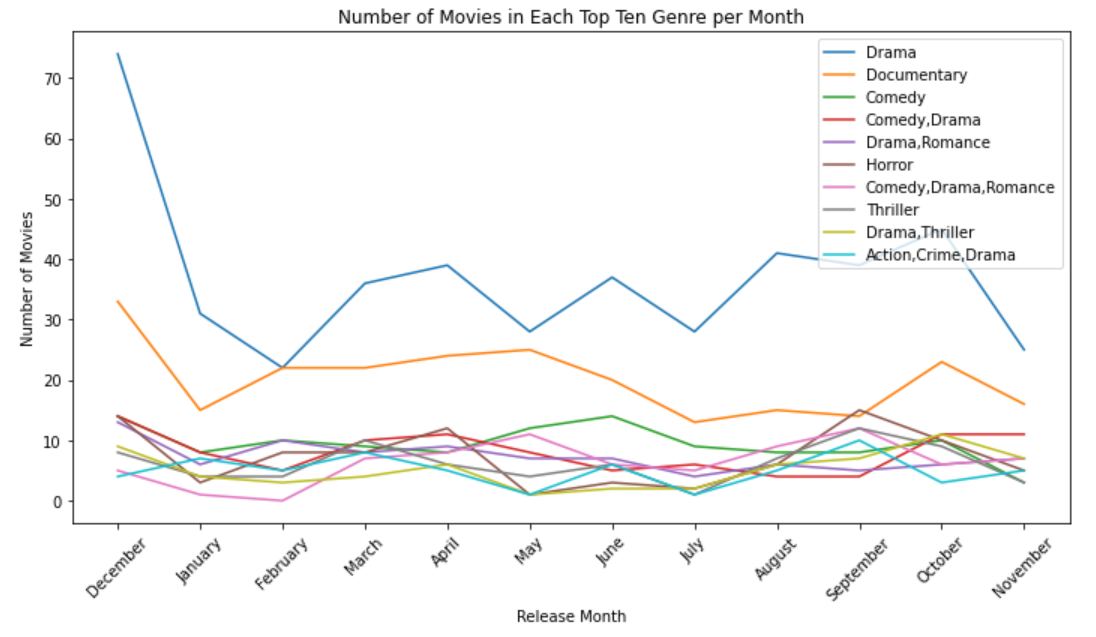 Number of Movies in Each Top Ten Genre per Month
Drama
Documentary
Comedy
Comedy,Drama
Drama,Romance
Horror
Comedy,Drama,Romance
Thriller
Drama,Thriller
Action,Crime,Drama
Number of Movies
70
60
50
40
30
20
10
0
December
January
February
March
April
May
June
July
August
September
October
November
Release Month